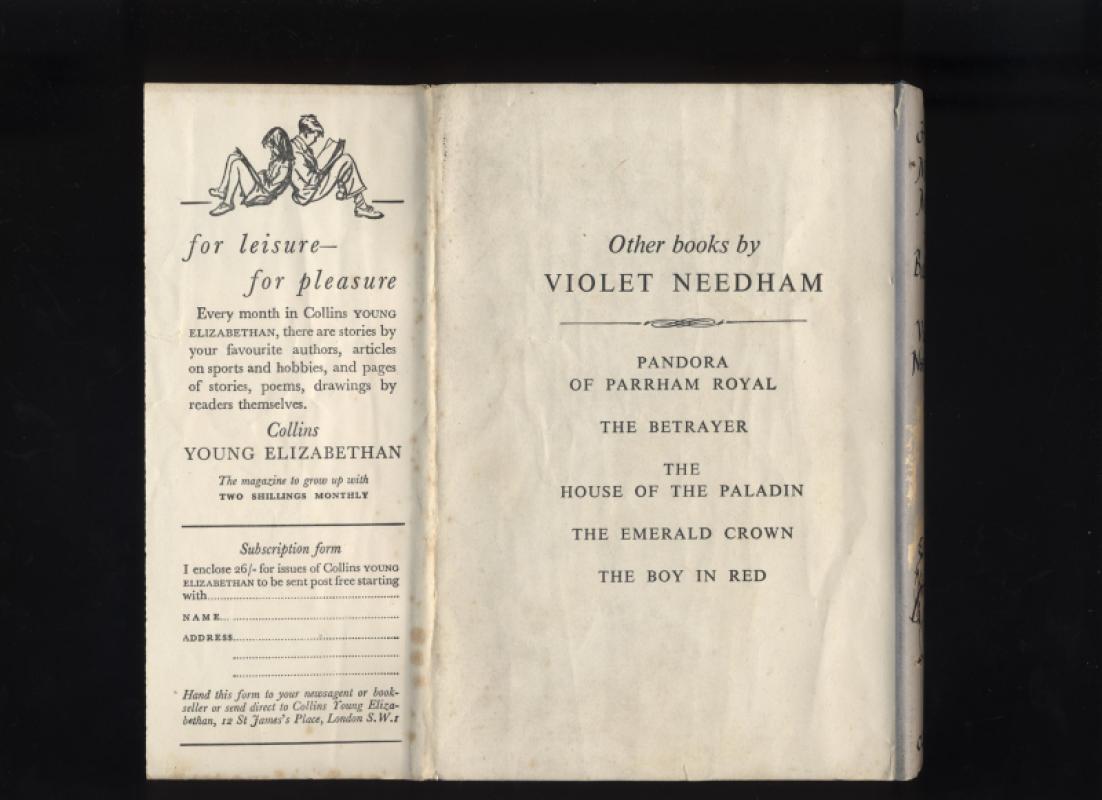 for leisure—
for pleasure
Every month in Collins YOUNG
ELIZABETHAN, there are stories by
your favourite authors, articles
on sports and hobbies, and pages
of stories, poems, drawings by
readers themselves.
Collins
YOUNG ELIZABETHAN
The magazine to grow up with
TWO SHILLINGS MONTHLY
Subscription form
I enclose 26/- for issues of Collins YOUNG
ELIZABETHAN to be sent post free starting
with
NAME
ADDRESS
Hand this form to your newsagent or book-
seller or send direct to Collins Young Eliza-
bethan, 12 St James's Place, London S.W.1
Other books by
VIOLET NEEDHAM
PANDORA
OF PARRHAM ROYAL
THE BETRAYER
THE
HOUSE OF THE PALADIN
THE EMERALD CROWN
THE BOY IN RED